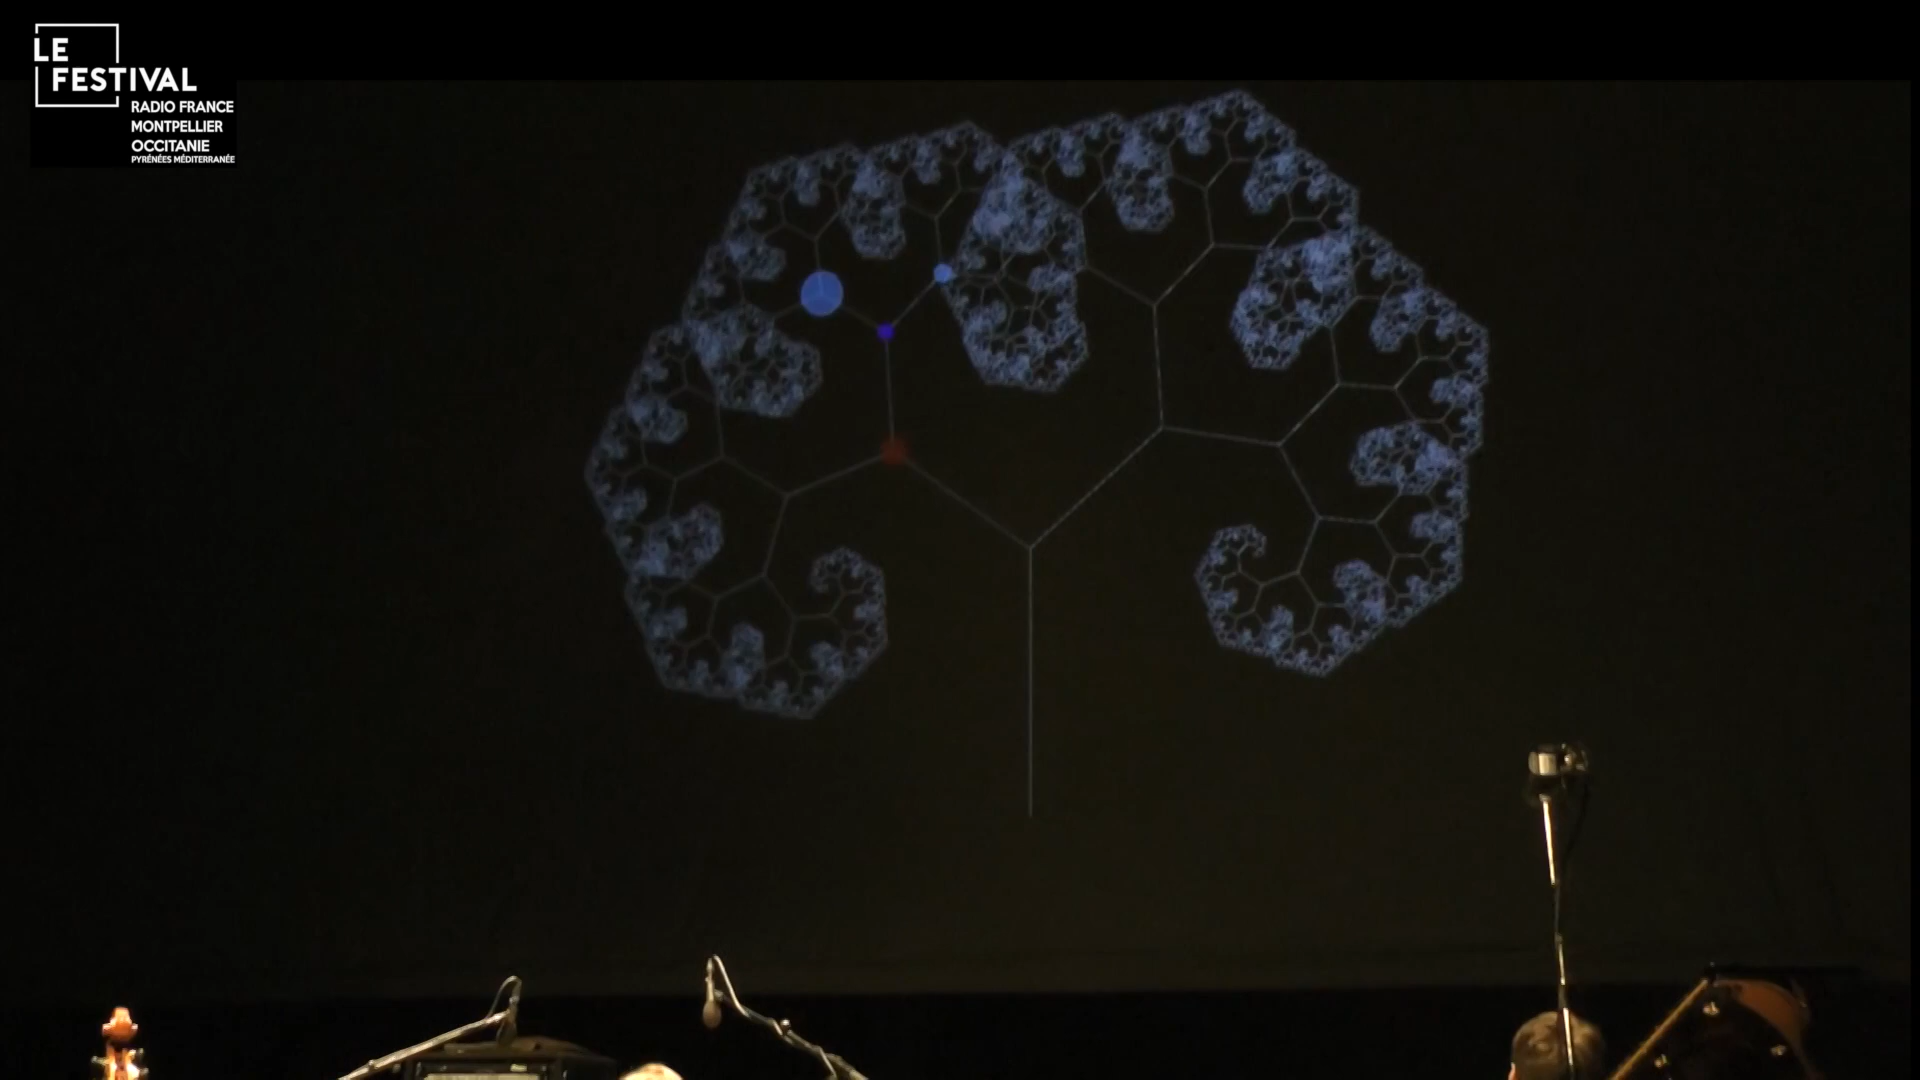 LE
FESTIVAL
RADIO FRANCE
MONTPELLIER
OCCITANIE
PYRÉNÉES MÉDITERRANÉE